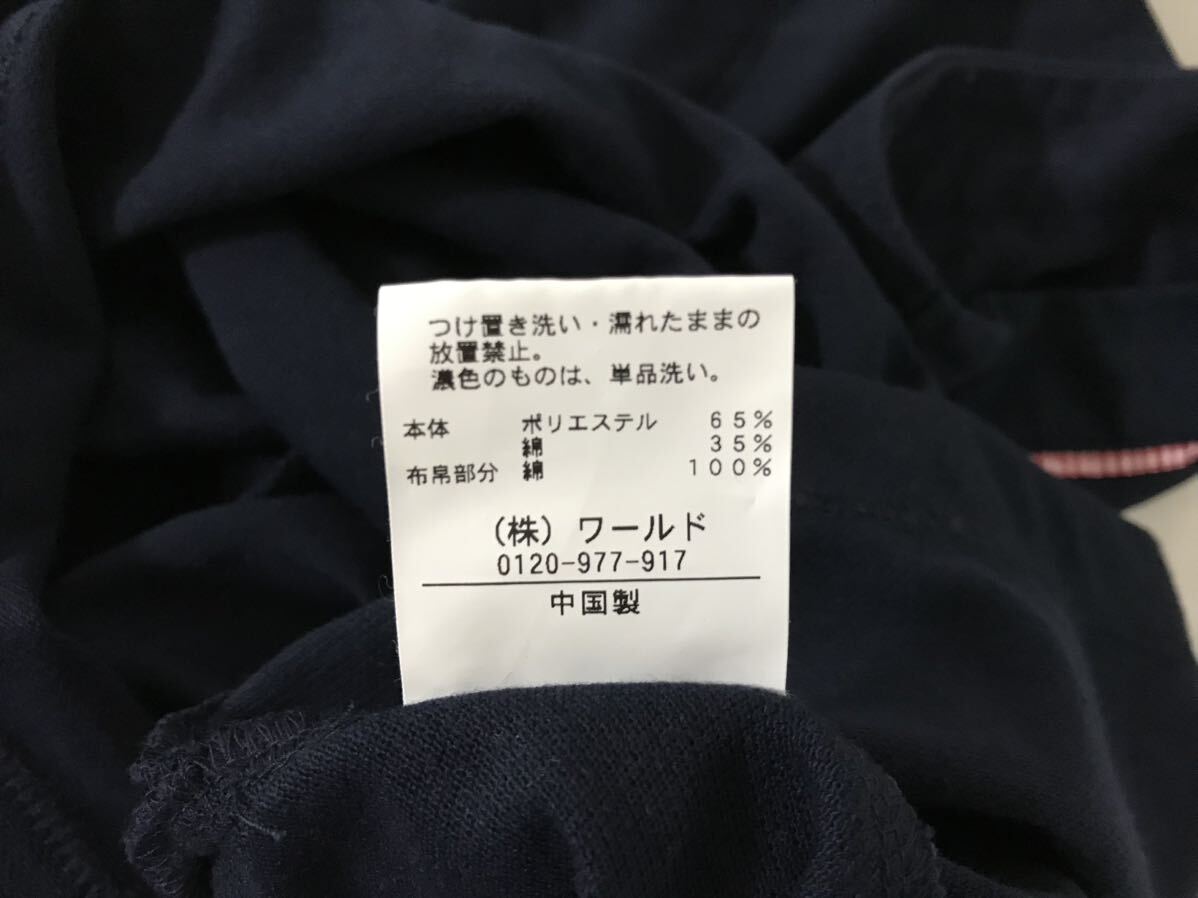 つけ置き洗い・濡れたままの
放置禁止。
濃色のものは、単品洗い。
本体 ポリエステル 65%
綿 35%
布帛部分 綿 100%
(株) ワールド
0120-977-917
中国製